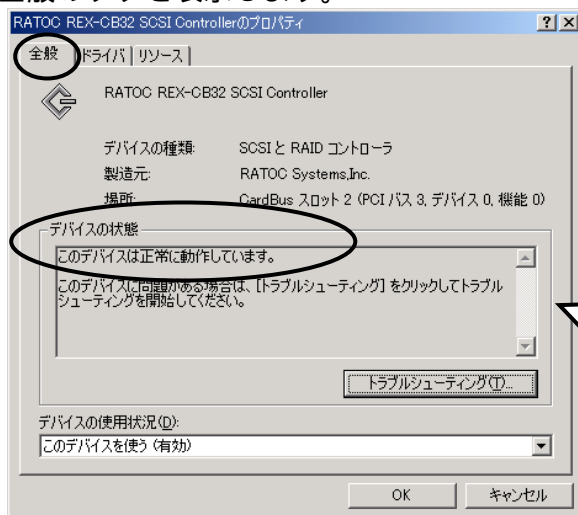 RATOC REX-CB32 SCSI Controllerのプロパティ
全般 ドライバ リソース
RATOC REX-CB32 SCSI Controller
デバイスの種類: SCSI と RAID コントローラ
製造元: RATOC Systems,Inc.
場所: CardBus スロット 2 (PCI バス 3, デバイス 0, 機能 0)
デバイスの状態
このデバイスは正常に動作しています。
このデバイスに問題がある場合は、[トラブルシューティング] をクリックしてトラブル
シューティングを開始してください。
トラブルシューティング(T)...
デバイスの使用状況(D):
このデバイスを使う (有効)
OK キャンセル